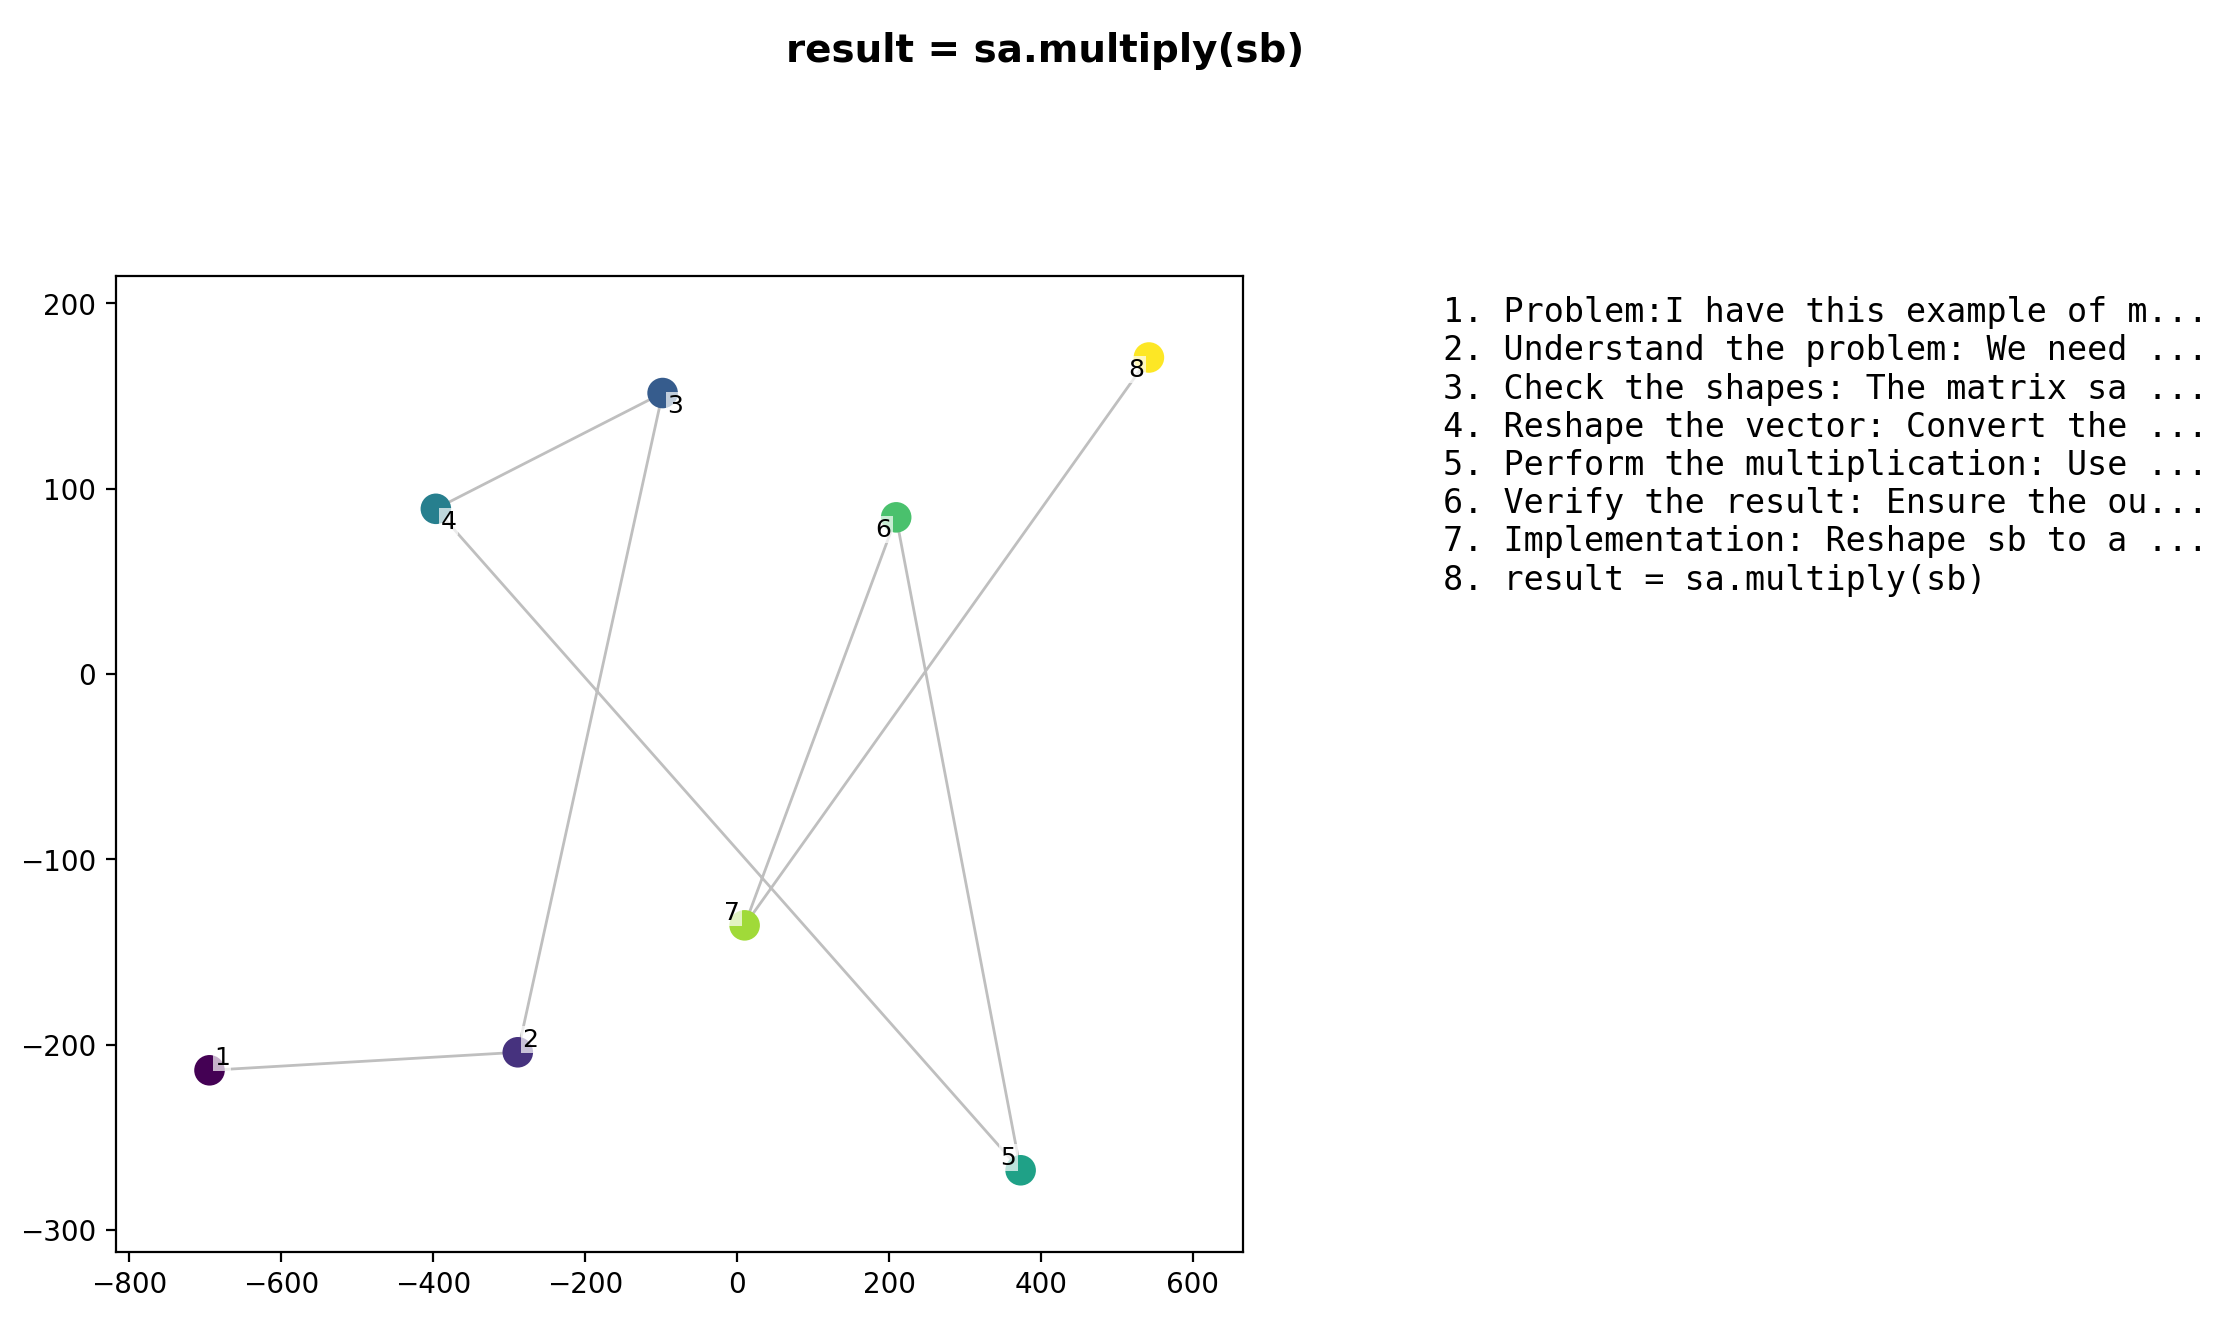 result = sa.multiply(sb)
200
100
0
−100
−200
−300
−800
−600
−400
−200
0
200
400
600
1
2
3
4
5
6
7
8
1. Problem:I have this example of m...
2. Understand the problem: We need ...
3. Check the shapes: The matrix sa ...
4. Reshape the vector: Convert the ...
5. Perform the multiplication: Use ...
6. Verify the result: Ensure the ou...
7. Implementation: Reshape sb to a ...
8. result = sa.multiply(sb)